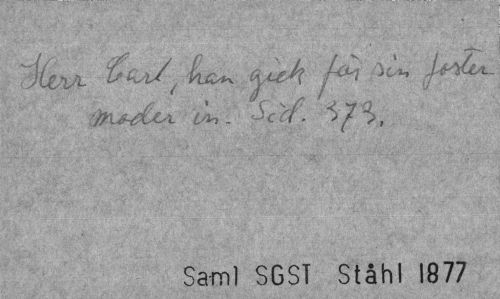 Herr Carl, han gick för sin foster
moder in. Sid. 373.
Saml SGST Ståhl 1877